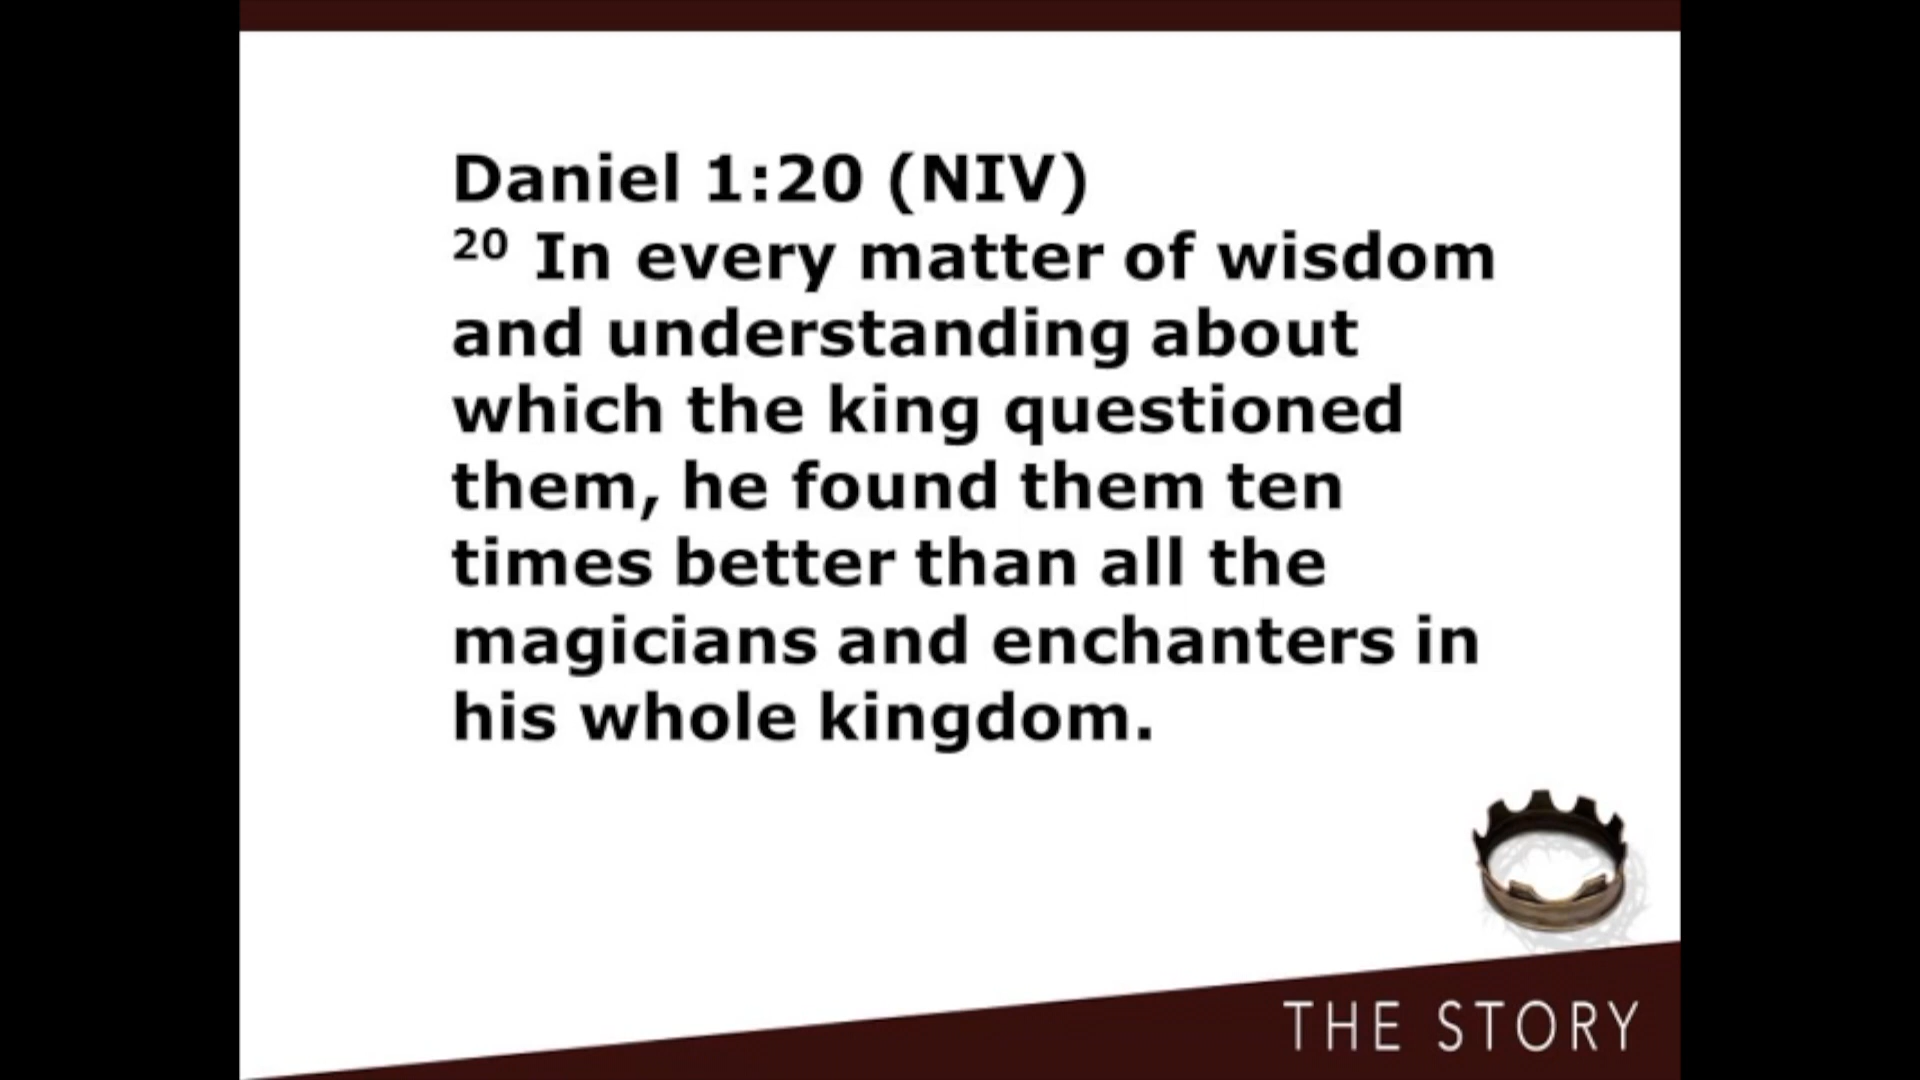 Daniel 1:20 (NIV)
20 In every matter of wisdom
and understanding about
which the king questioned
them, he found them ten
times better than all the
magicians and enchanters in
his whole kingdom.
THE STORY